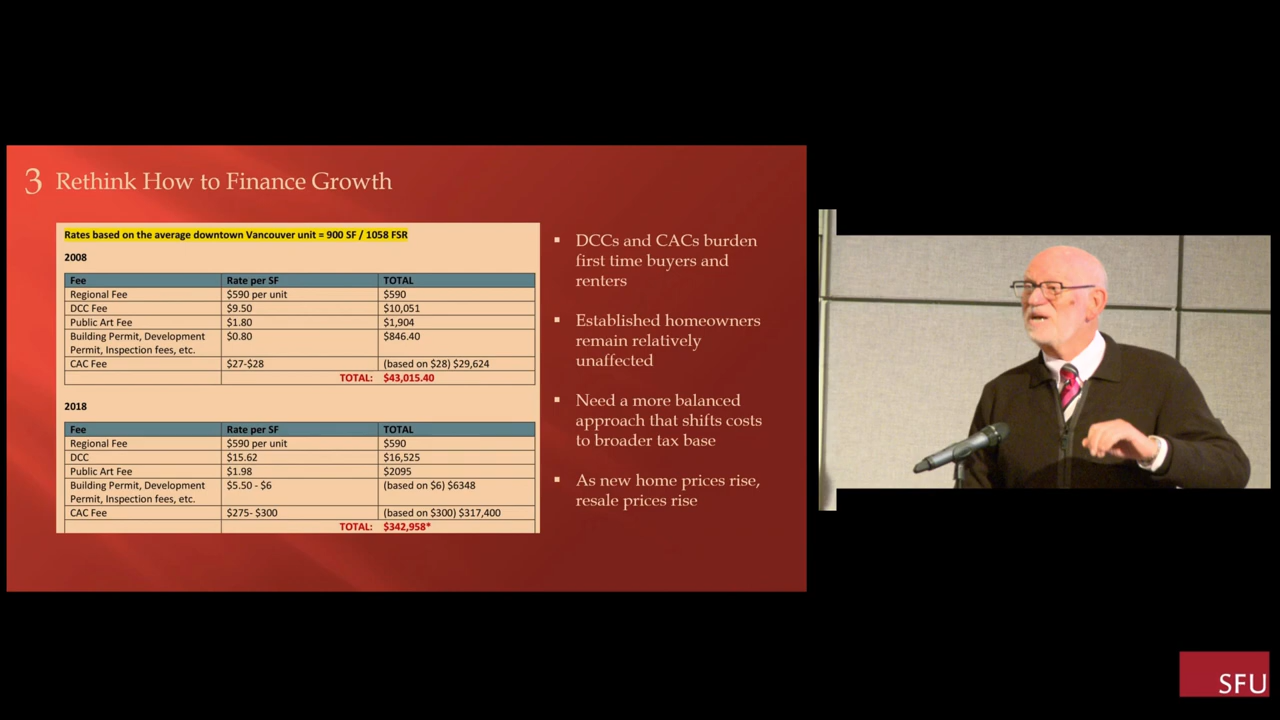 3 Rethink How to Finance Growth
Rates based on the average downtown Vancouver unit = 900 SF / 1058 FSR
2008
Fee Rate per SF TOTAL
Regional Fee $590 per unit $590
DCC Fee $9.50 $10,051
Public Art Fee $1.80 $1,904
Building Permit, Development $0.80 $846.40
Permit, Inspection fees, etc.
CAC Fee $27-$28 (based on $28) $29,624
TOTAL: $43,015.40
2018
Fee Rate per SF TOTAL
Regional Fee $590 per unit $590
DCC $15.62 $16,525
Public Art Fee $1.98 $2095
Building Permit, Development $5.50 - $6 (based on $6) $6348
Permit, Inspection fees, etc.
CAC Fee $275- $300 (based on $300) $317,400
TOTAL: $342,958*
▪ DCCs and CACs burden
first time buyers and
renters
▪ Established homeowners
remain relatively
unaffected
▪ Need a more balanced
approach that shifts costs
to broader tax base
▪ As new home prices rise,
resale prices rise
SFU